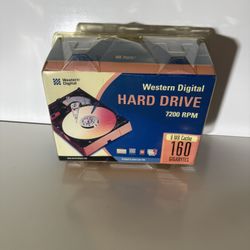 Western
Digital
Western Digital
HARD DRIVE
7200 RPM
8 MB Cache
160
GIGABYTES